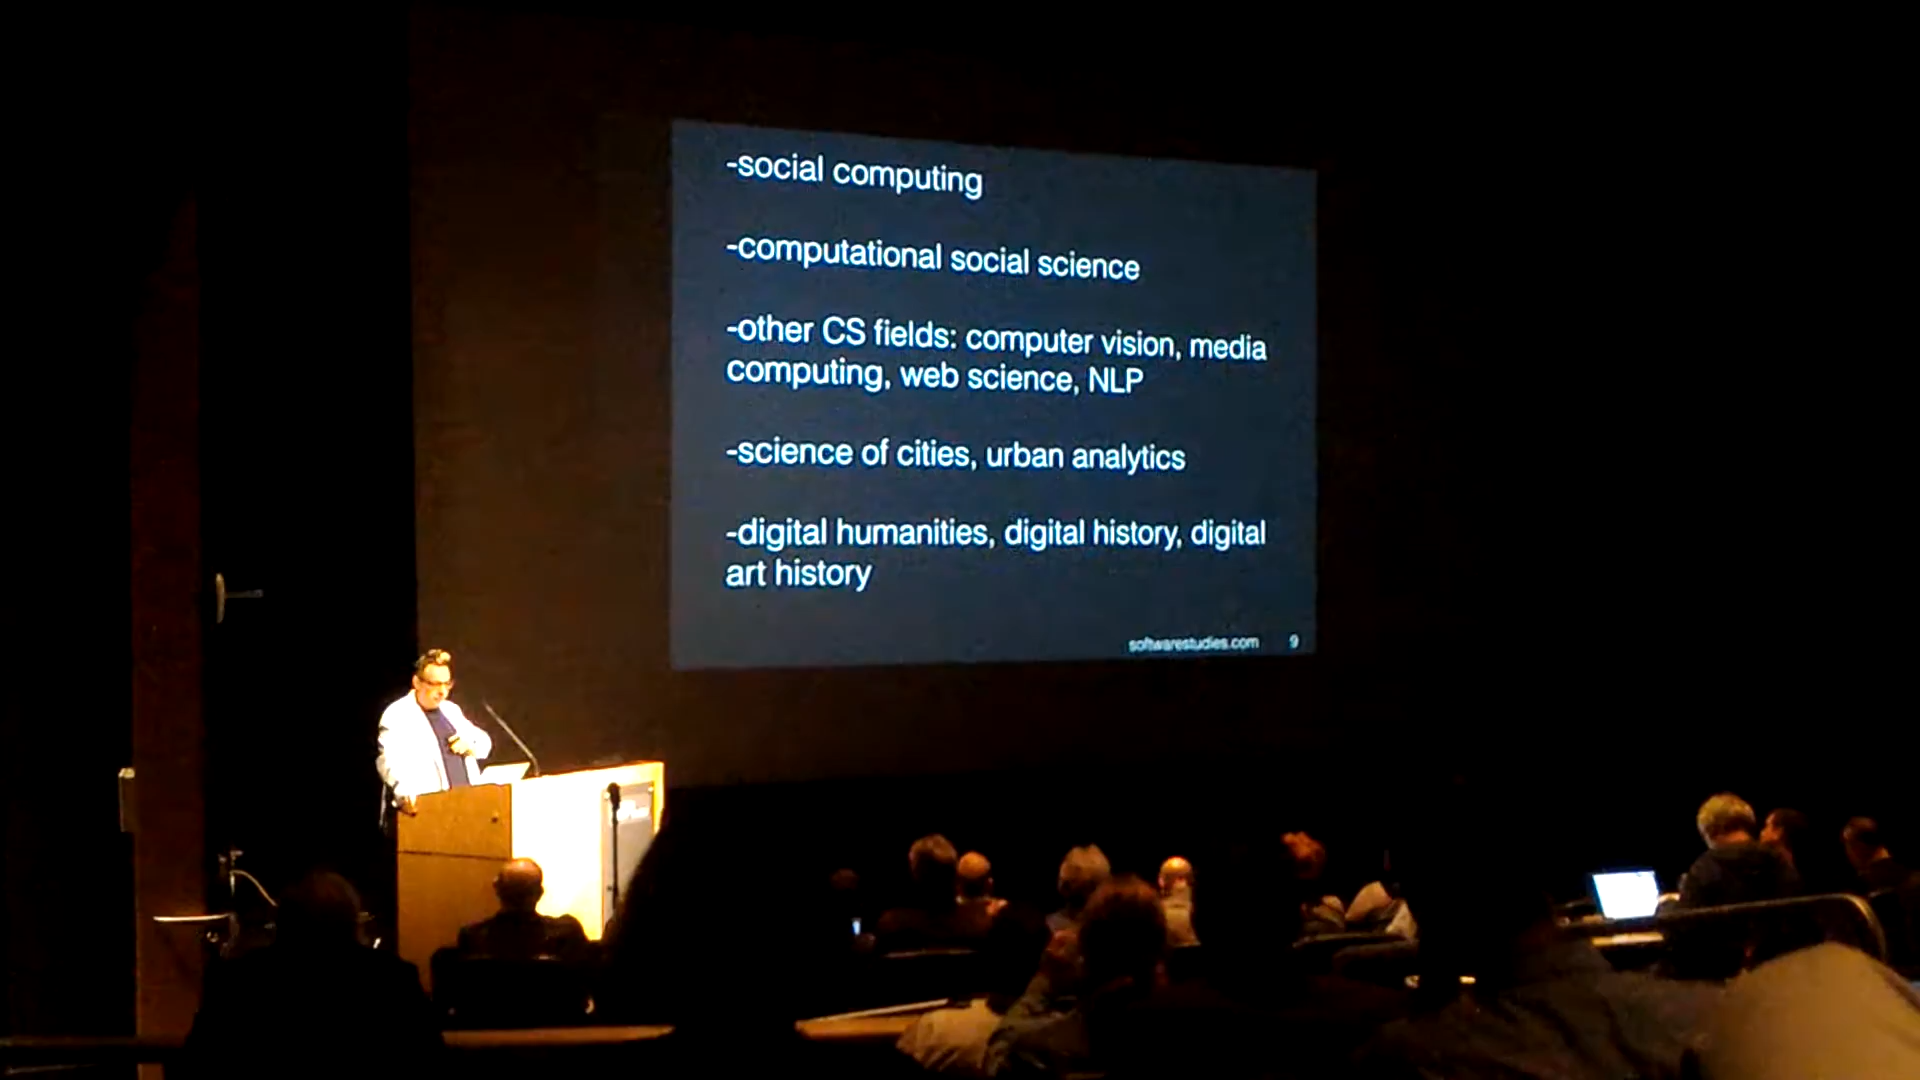 -social computing
-computational social science
-other CS fields: computer vision, media
computing, web science, NLP
-science of cities, urban analytics
-digital humanities, digital history, digital
art history
softwarestudies.com 9